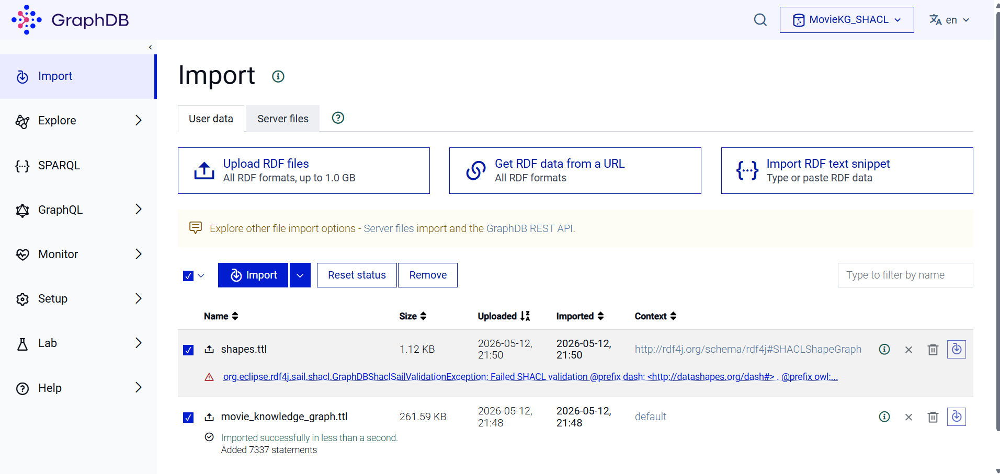 GraphDB
MovieKG_SHACL
en
Import
Explore
SPARQL
GraphQL
Monitor
Setup
Lab
Help
Import
User data
Server files
Upload RDF files
All RDF formats, up to 1.0 GB
Get RDF data from a URL
All RDF formats
Import RDF text snippet
Type or paste RDF data
Explore other file import options - Server files import and the GraphDB REST API.
Import
Reset status
Remove
Type to filter by name
Name
Size
Uploaded
Imported
Context
shapes.ttl
1.12 KB
2026-05-12,
21:50
2026-05-12,
21:50
http://rdf4j.org/schema/rdf4j#SHACLShapeGraph
org.eclipse.rdf4j.sail.shacl.GraphDBShaclSailValidationException: Failed SHACL validation @prefix dash: <http://datashapes.org/dash#> . @prefix owl:...
movie_knowledge_graph.ttl
261.59 KB
2026-05-12,
21:48
2026-05-12,
21:48
default
Imported successfully in less than a second.
Added 7337 statements